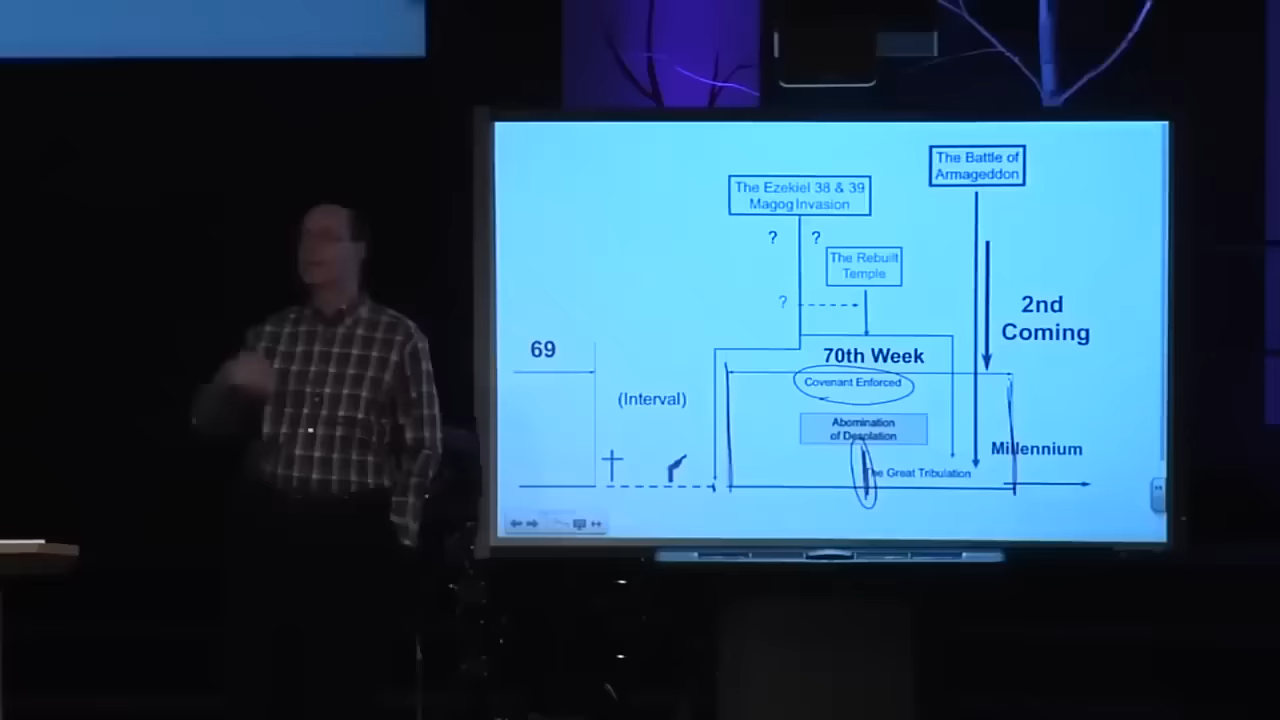 The Battle of
Armageddon
The Ezekiel 38 & 39
Magog Invasion
? ?
The Rebuilt
Temple
?
2nd
Coming
69
70th Week
Covenant Enforced
(Interval)
Abomination
of Desolation
Millennium
The Great Tribulation